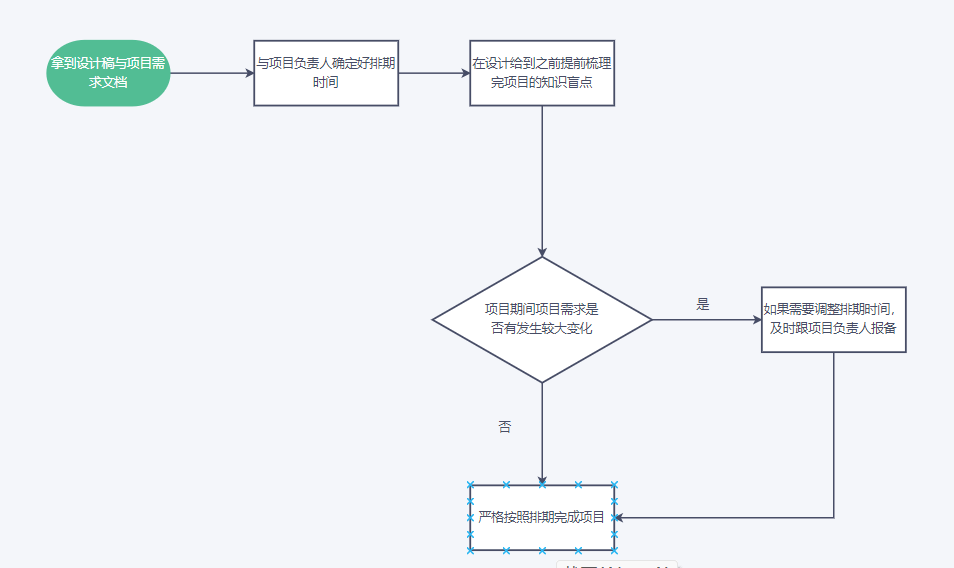 拿到设计稿与项目需
求文档
与项目负责人确定好排期
时间
在设计给到之前提前梳理
完项目的知识盲点
项目期间项目需求是
否有发生较大变化
是
如果需要调整排期时间，
及时跟项目负责人报备
否
严格按照排期完成项目